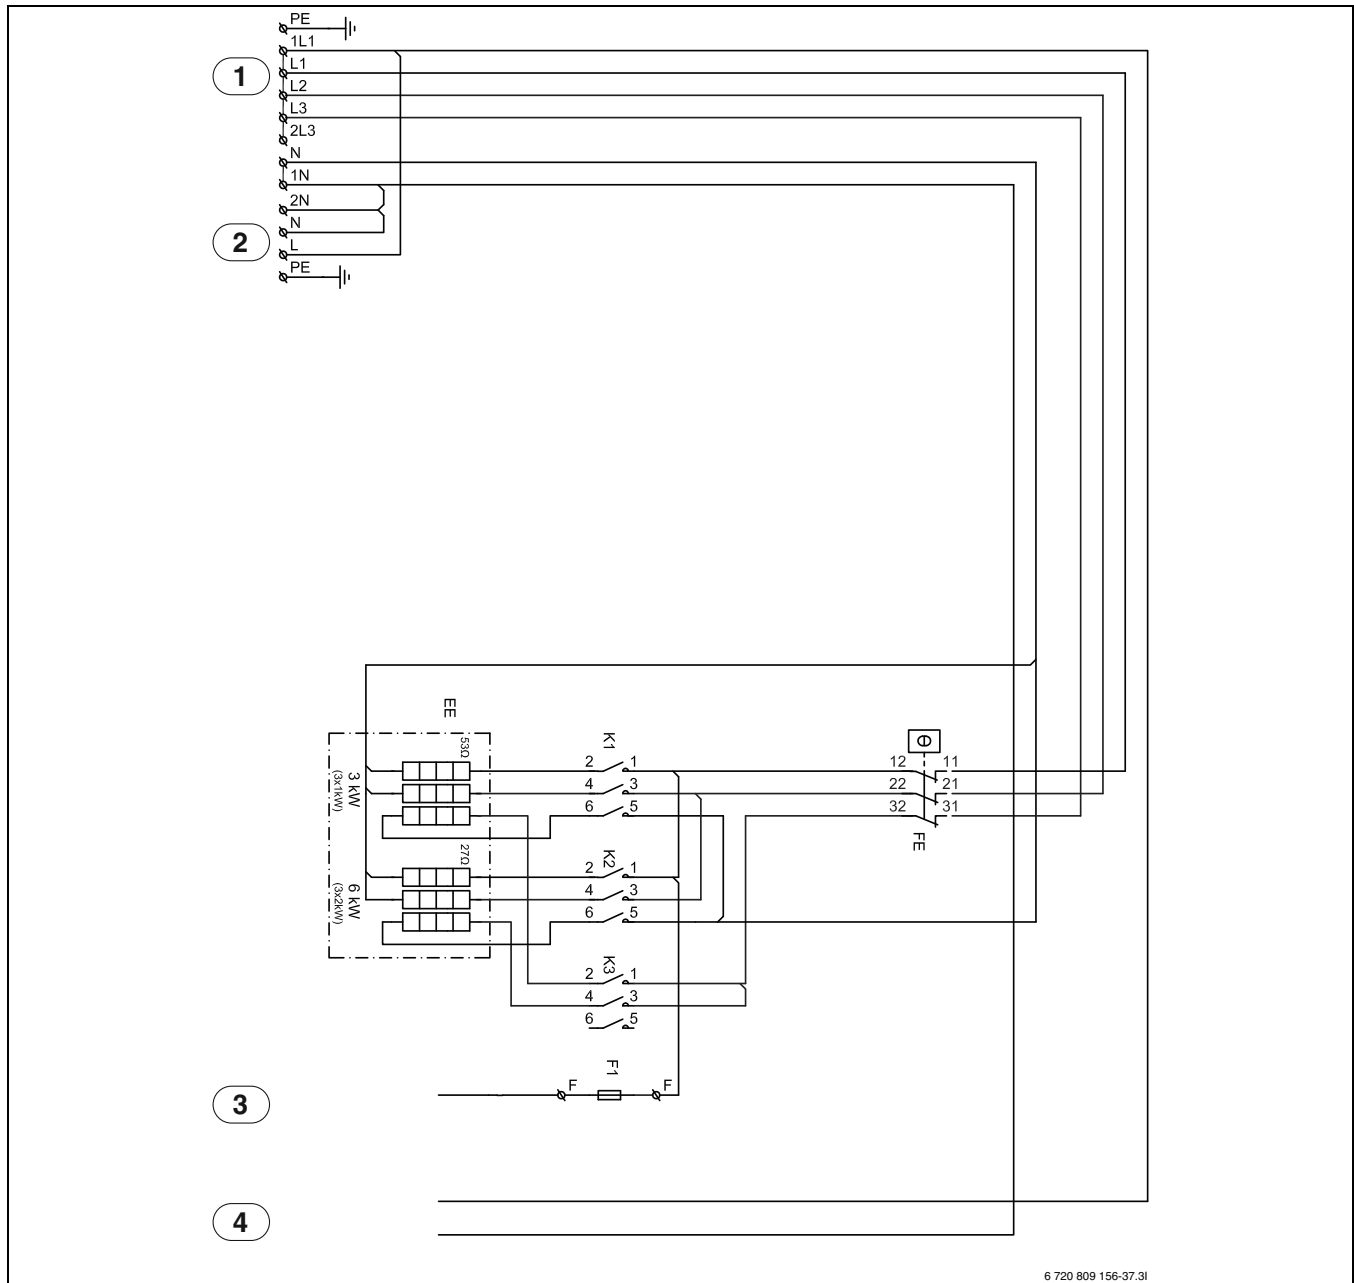 PE
1L1
1
L1
L2
L3
2L3
N
1N
2N
2
N
L
PE
EE
53Ω
3 kW
(3x1kW)
K1
2 1
4 3
6 5
12 11
22 21
32 31
FE
27Ω
6 kW
(3x2kW)
K2
2 1
4 3
6 5
K3
2 1
4 3
6 5
F1
F F
3
4
6 720 809 156-37.3I